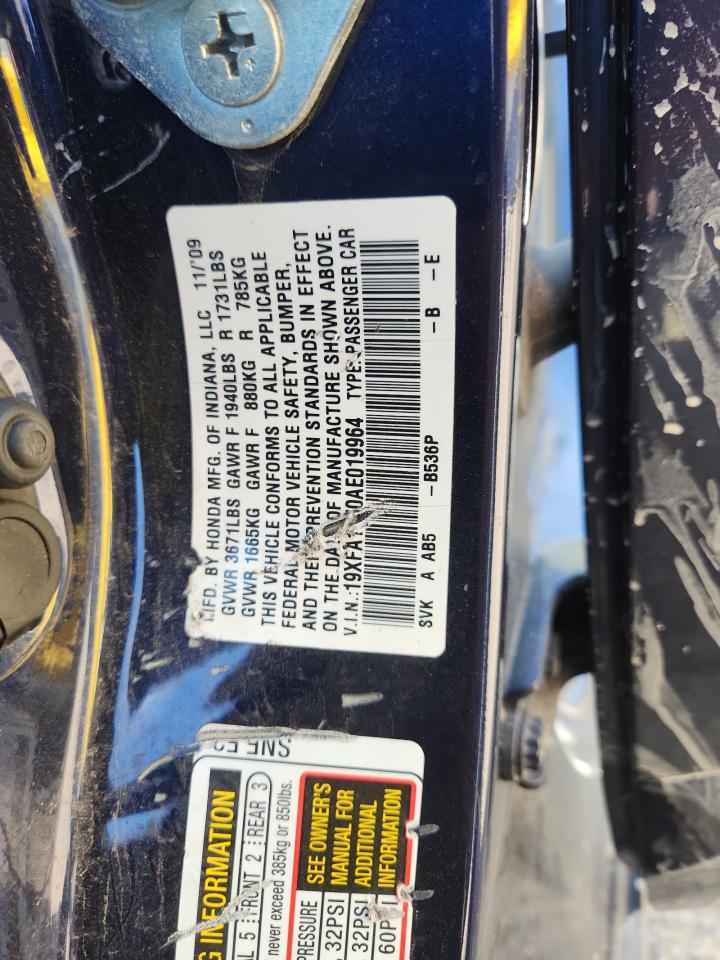 MFD. BY HONDA MFG. OF INDIANA, LLC 11/'09
GVWR 3671LBS GAWR F 1940LBS R 1731LBS
GVWR 1665KG GAWR F 880KG R 785KG
THIS VEHICLE CONFORMS TO ALL APPLICABLE
FEDERAL MOTOR VEHICLE SAFETY, BUMPER,
AND THEFT PREVENTION STANDARDS IN EFFECT
ON THE DATE OF MANUFACTURE SHOWN ABOVE.
V.I.N.: TYPE: PASSENGER CAR
SVK A AB5 – B536P – B – E
G INFORMATION
AL 5 FRONT 2 REAR 3
never exceed 385kg or 850lbs.
PRESSURE
, 32PSI
, 32PSI
60PSI
SEE OWNER'S
MANUAL FOR
ADDITIONAL
INFORMATION